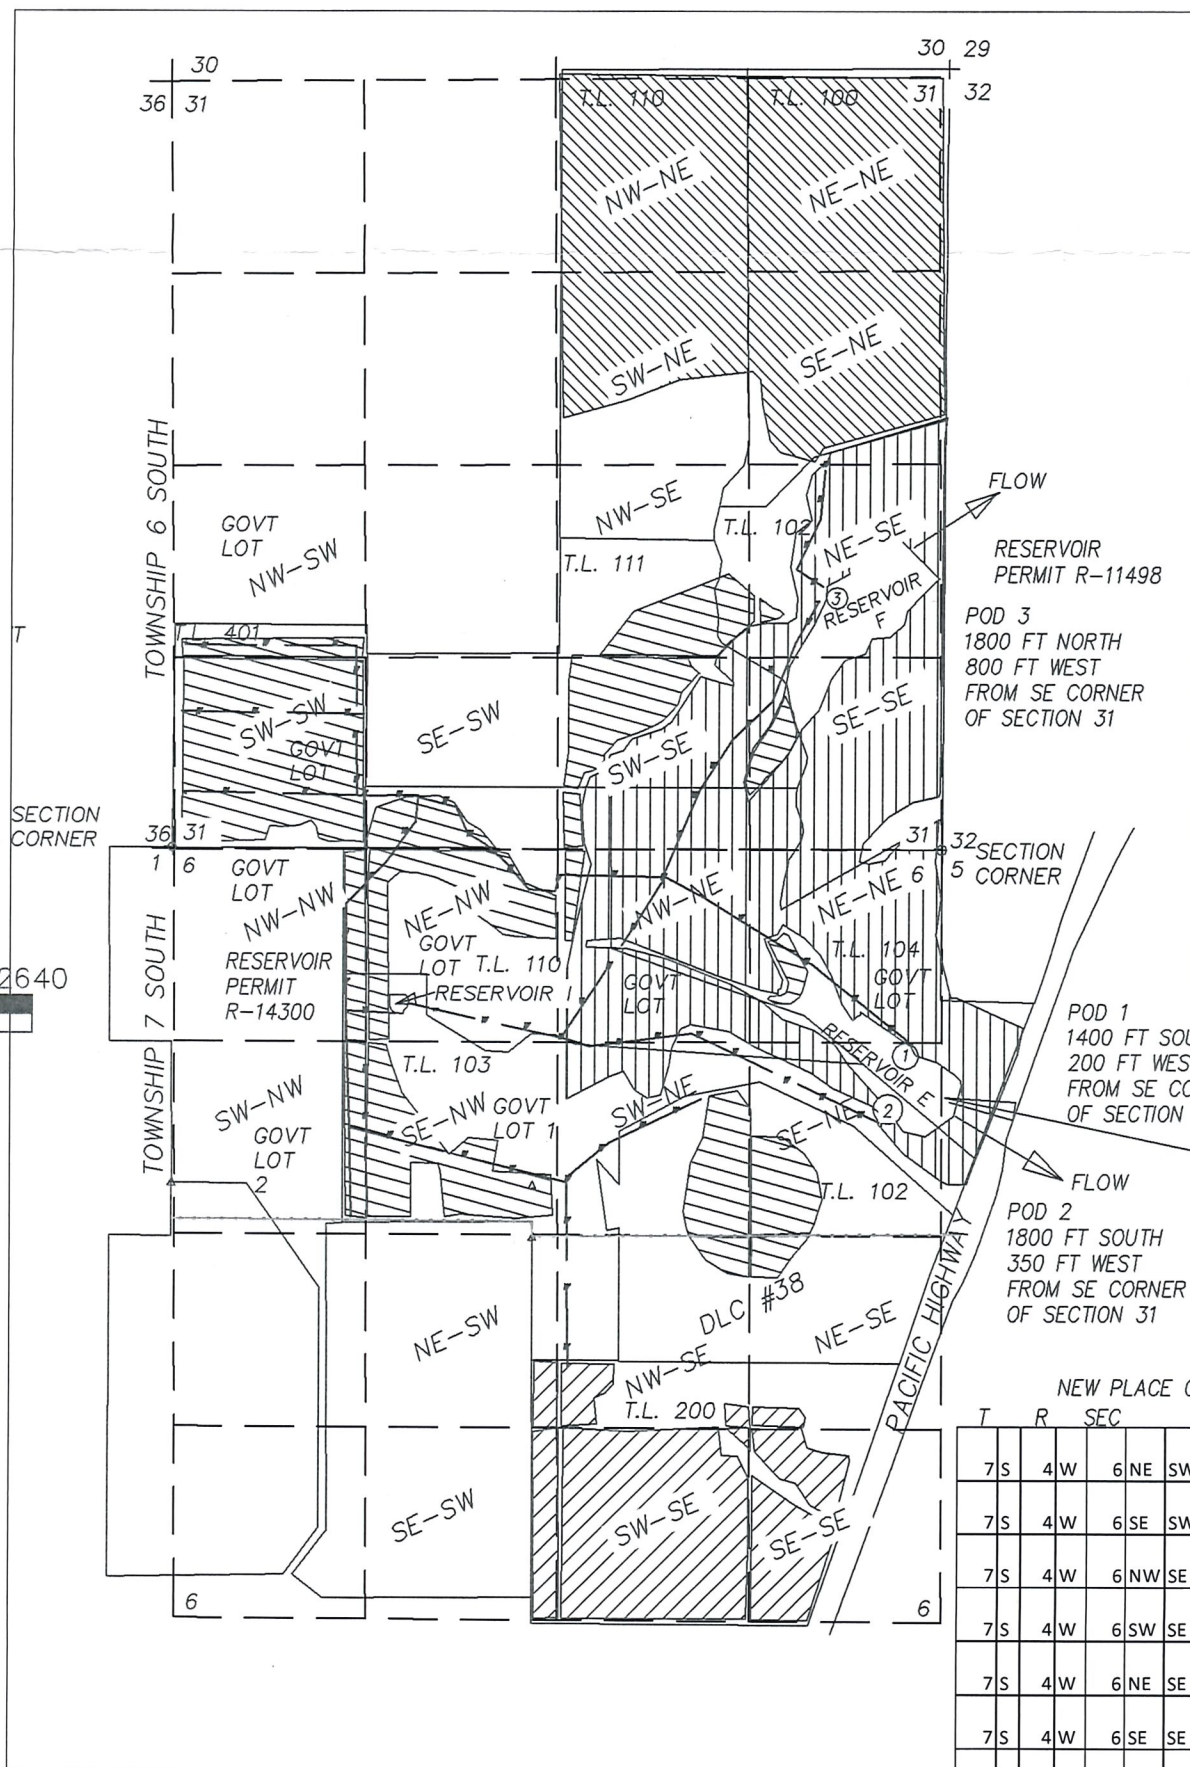 30
30 29
36 31
T.L. 110
T.L. 100
31 32
NW-NE
NE-NE
SW-NE
SE-NE
TOWNSHIP 6 SOUTH
GOVT
LOT
NW-SW
NW-SE
T.L. 102
NE-SE
FLOW
T.L. 111
RESERVOIR
PERMIT R-11498
3
RESERVOIR
F
POD 3
1800 FT NORTH
800 FT WEST
FROM SE CORNER
OF SECTION 31
T
T.L. 401
SW-SW
GOVT
LOT
SE-SW
SW-SE
SE-SE
SECTION
CORNER
36 31
1 6
31 32
6 5
SECTION
CORNER
GOVT
LOT
NW-NW
NE-NW
NW-NE
NE-NE
GOVT
LOT T.L. 110
T.L. 104
GOVT
LOT
GOVT
LOT
RESERVOIR
PERMIT
R-14300
RESERVOIR I
2640
TOWNSHIP 7 SOUTH
POD 1
1400 FT SOU
200 FT WES
FROM SE CO
OF SECTION
1
RESERVOIR E
2
T.L. 103
SW-NW
GOVT
LOT
2
SE-NW
GOVT
LOT 1
SW-NE
SE-NE
T.L. 102
FLOW
POD 2
1800 FT SOUTH
350 FT WEST
FROM SE CORNER
OF SECTION 31
PACIFIC HIGHWAY
DLC #38
NE-SW
NW-SE
NE-SE
T.L. 200
SE-SW
SW-SE
SE-SE
6
6
NEW PLACE
T R SEC
7 S 4 W 6 NE SW
7 S 4 W 6 SE SW
7 S 4 W 6 NW SE
7 S 4 W 6 SW SE
7 S 4 W 6 NE SE
7 S 4 W 6 SE SE